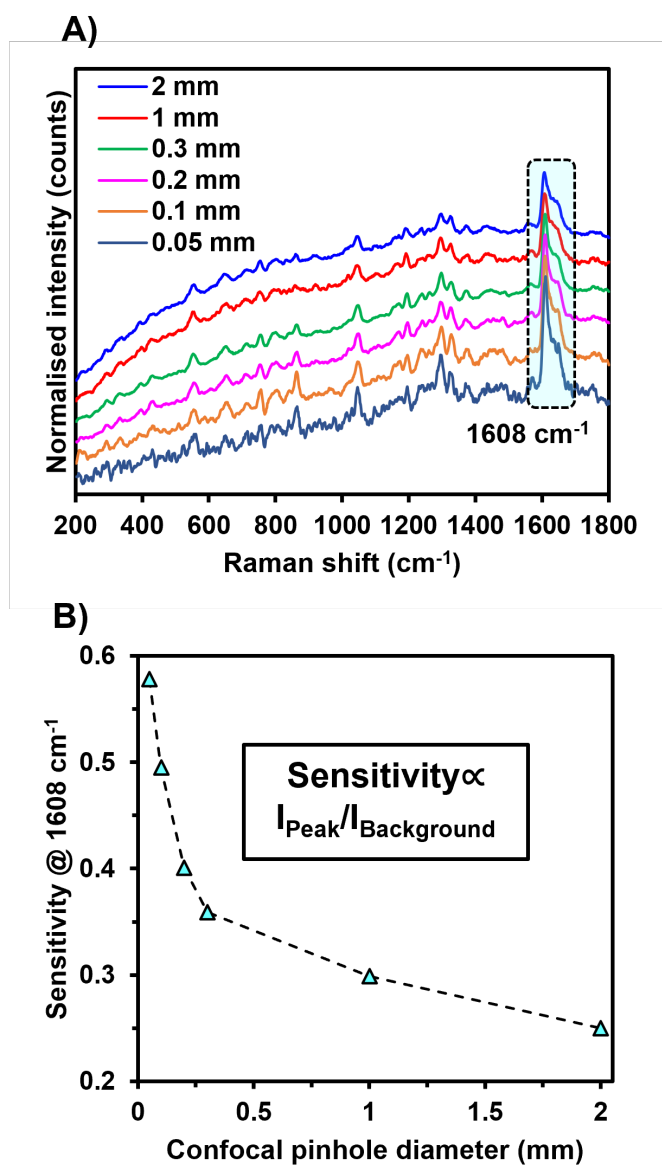 A)
Normalised intensity (counts)
2 mm
1 mm
0.3 mm
0.2 mm
0.1 mm
0.05 mm
1608 cm-1
200 400 600 800 1000 1200 1400 1600 1800
Raman shift (cm-1)
B)
Sensitivity @ 1608 cm-1
0.6
0.5
0.4
0.3
0.2
Sensitivity∝
IPeak/IBackground
0 0.5 1 1.5 2
Confocal pinhole diameter (mm)